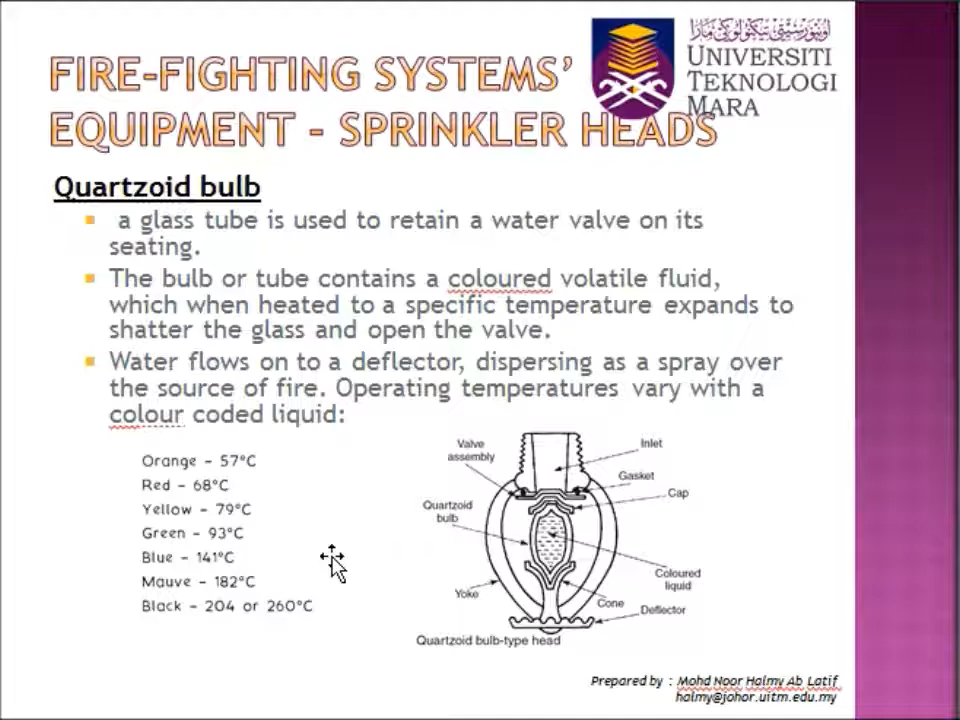 اونيۏرسيتي تيكنولوݢي مارا
UNIVERSITI
TEKNOLOGI
MARA
FIRE-FIGHTING SYSTEMS’
EQUIPMENT - SPRINKLER HEADS
Quartzoid bulb
a glass tube is used to retain a water valve on its
seating.
The bulb or tube contains a coloured volatile fluid,
which when heated to a specific temperature expands to
shatter the glass and open the valve.
Water flows on to a deflector, dispersing as a spray over
the source of fire. Operating temperatures vary with a
colour coded liquid:
Orange – 57°C
Red – 68°C
Yellow – 79°C
Green – 93°C
Blue – 141°C
Mauve – 182°C
Black – 204 or 260°C
Valve
assembly
Inlet
Gasket
Cap
Quartzoid
bulb
Coloured
liquid
Yoke
Cone
Deflector
Quartzoid bulb-type head
Prepared by : Mohd Noor Halmy Ab Latif
halmy@johor.uitm.edu.my